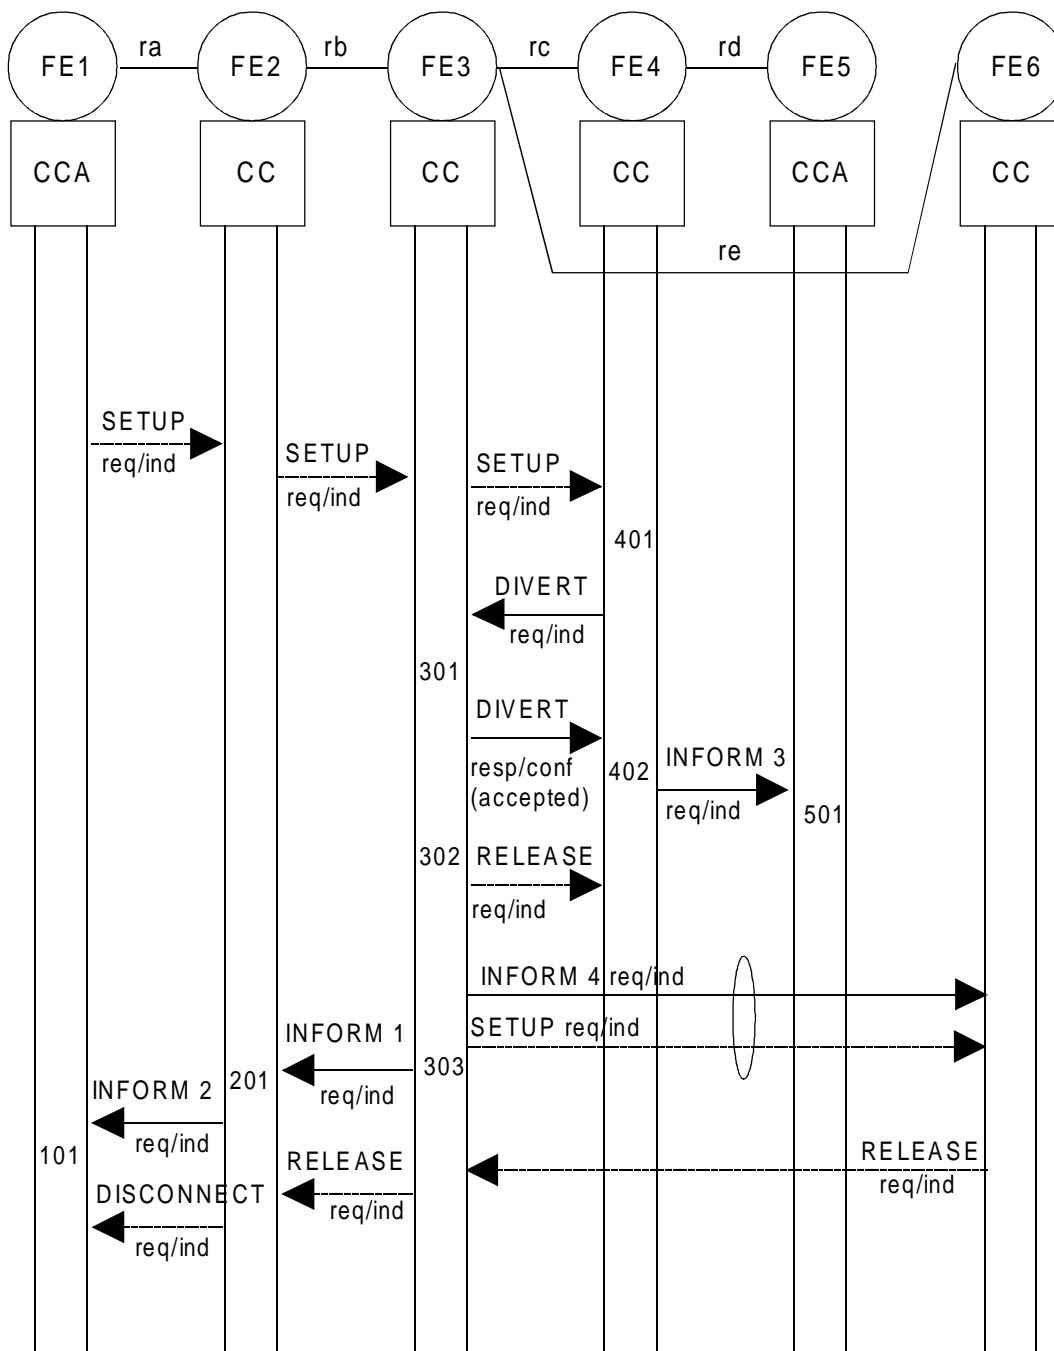 ra rb rc rd
FE1 FE2 FE3 FE4 FE5 FE6
CCA CC CC CC CCA CC
re
SETUP
req/ind
SETUP
req/ind
SETUP
req/ind
401
DIVERT
req/ind
301
DIVERT
resp/conf
(accepted)
402
INFORM 3
req/ind
501
302
RELEASE
req/ind
INFORM 4 req/ind
SETUP req/ind
INFORM 1
req/ind
303
201
INFORM 2
req/ind
101
RELEASE
req/ind
RELEASE
req/ind
DISCONNECT
req/ind